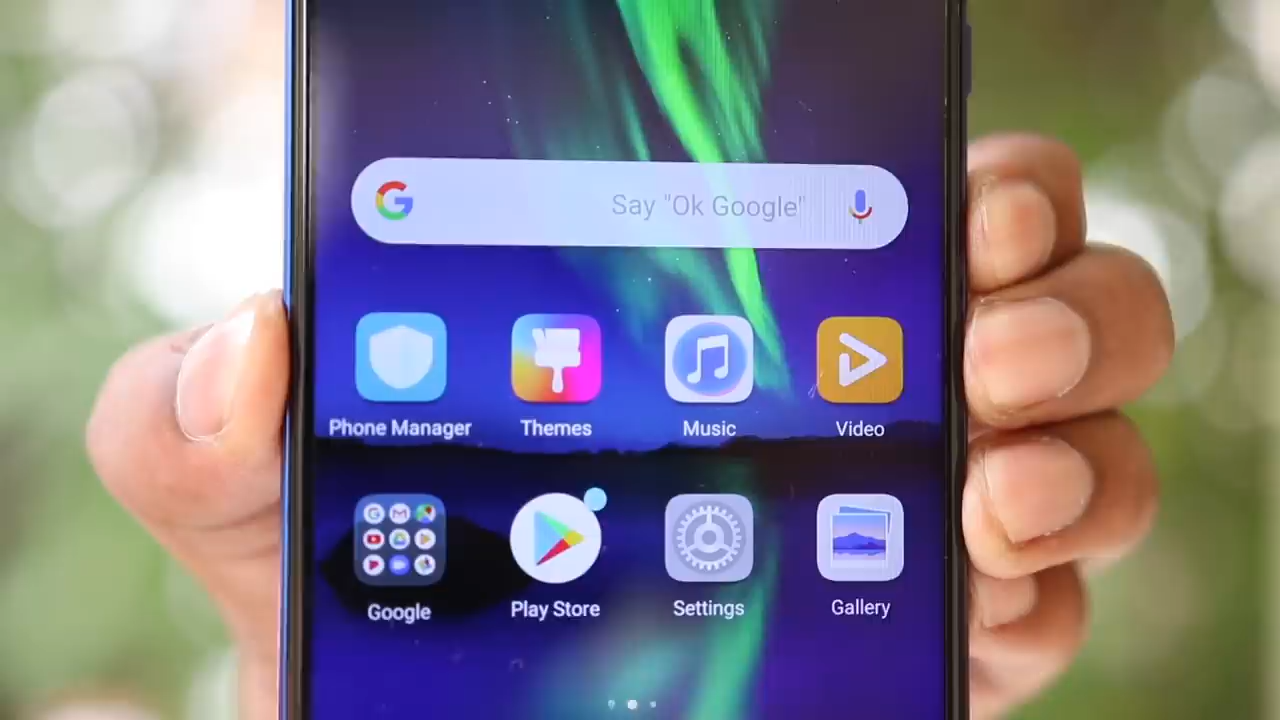 Say "Ok Google"
Phone Manager
Themes
Music
Video
Google
Play Store
Settings
Gallery